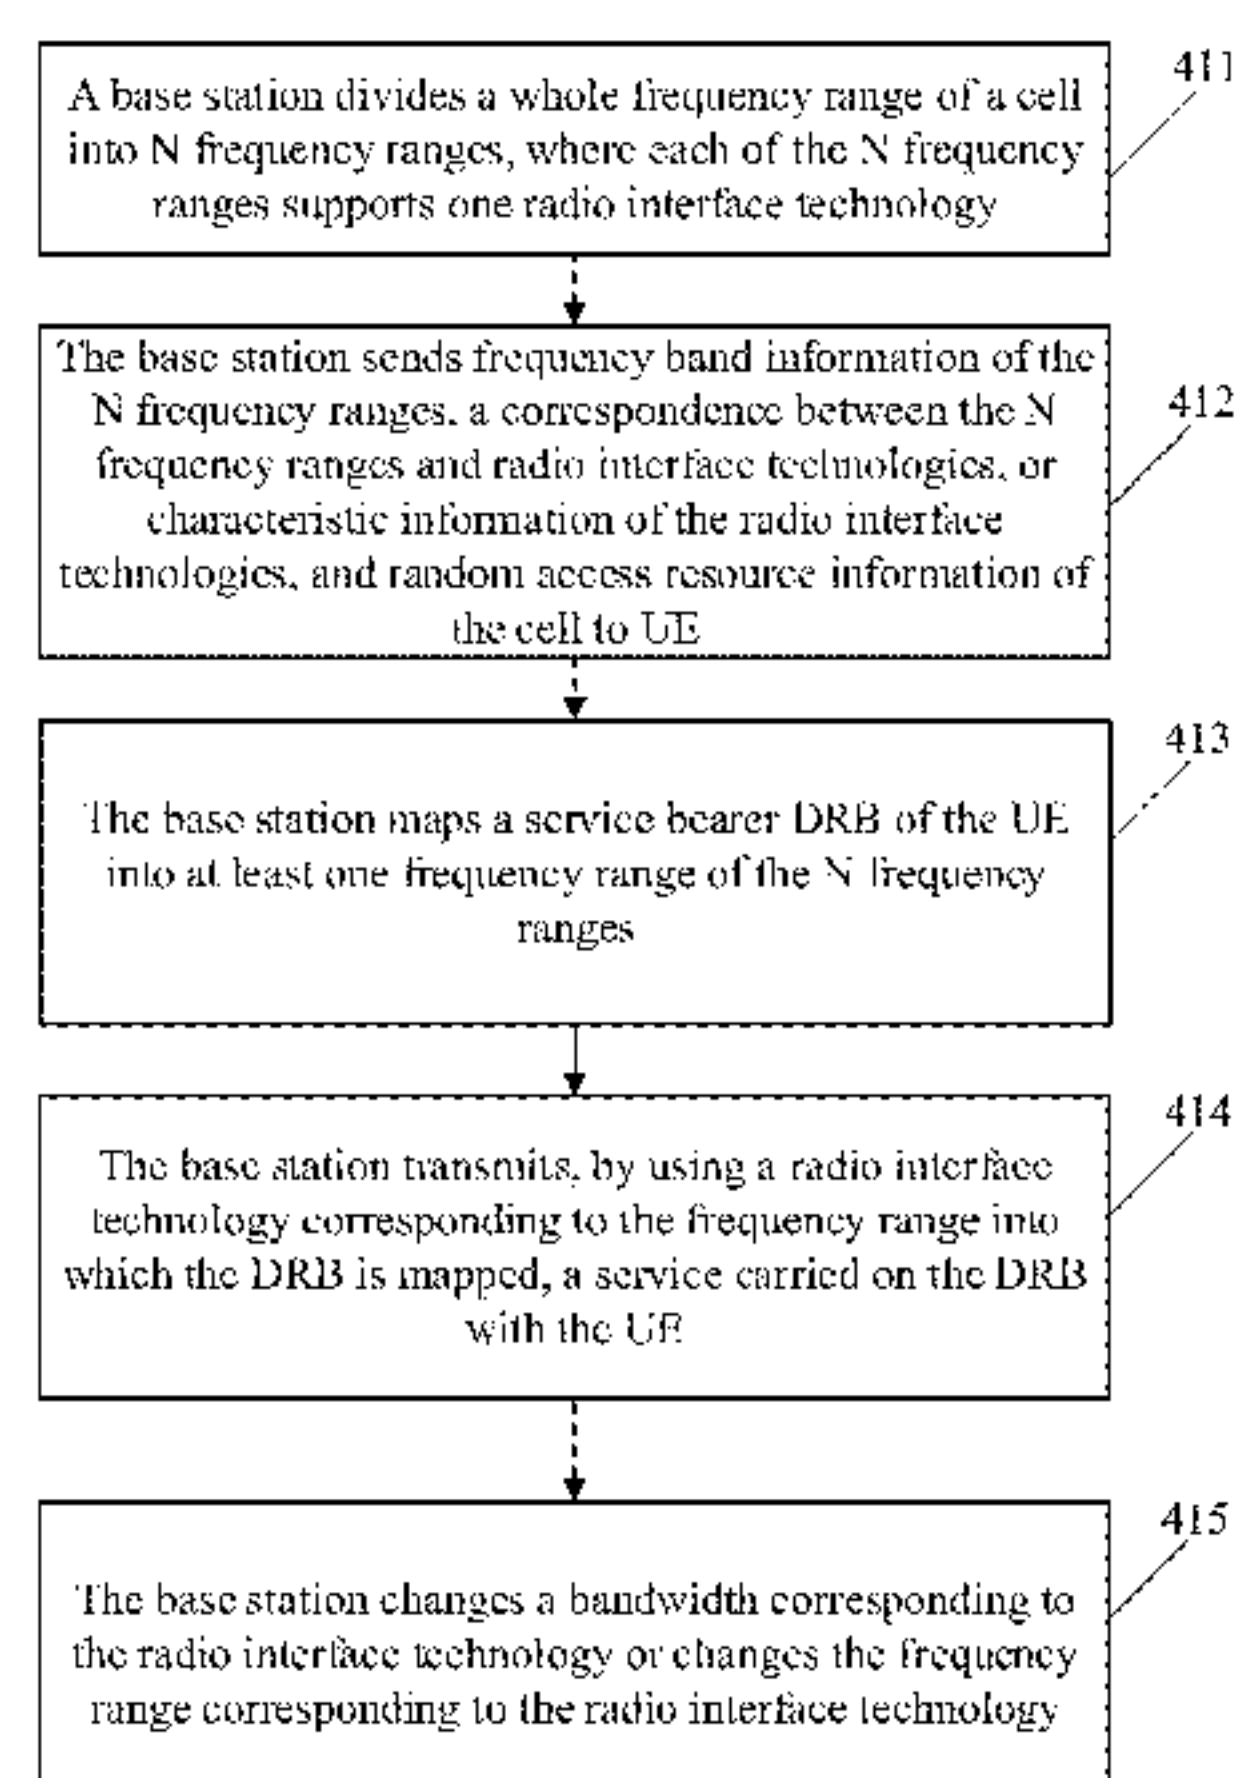 A base station divides a whole frequency range of a cell
into N frequency ranges, where each of the N frequency
ranges supports one radio interface technology
411
The base station sends frequency band information of the
N frequency ranges, a correspondence between the N
frequency ranges and radio interface technologies, or
characteristic information of the radio interface
technologies, and random access resource information of
the cell to UE
412
The base station maps a service bearer DRB of the UE
into at least one frequency range of the N frequency
ranges
413
The base station transmits, by using a radio interface
technology corresponding to the frequency range into
which the DRB is mapped, a service carried on the DRB
with the UE
414
The base station changes a bandwidth corresponding to
the radio interface technology or changes the frequency
range corresponding to the radio interface technology
415